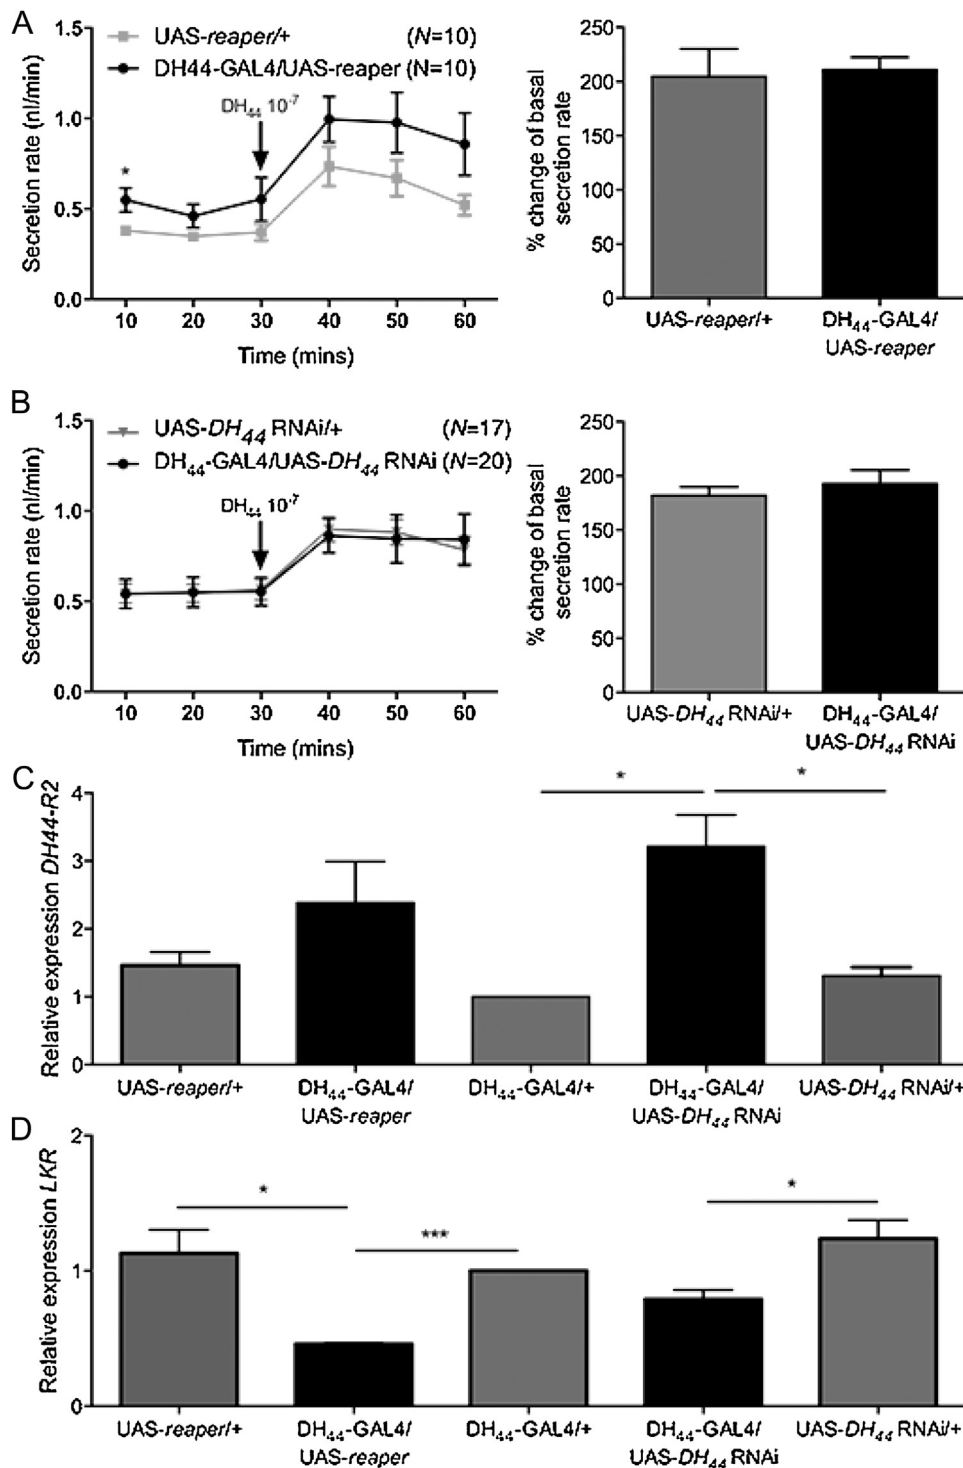 A
1.5
1.0
0.5
0.0
Secretion rate (nl/min)
UAS-reaper/+ (N=10)
DH44-GAL4/UAS-reaper (N=10)
DH44 10-7
*
10 20 30 40 50 60
Time (mins)
250
200
150
100
50
0
% change of basal
secretion rate
UAS-reaper/+
DH44-GAL4/
UAS-reaper
B
1.5
1.0
0.5
0.0
Secretion rate (nl/min)
UAS-DH44 RNAi/+ (N=17)
DH44-GAL4/UAS-DH44 RNAi (N=20)
DH44 10-7
10 20 30 40 50 60
Time (mins)
250
200
150
100
50
0
% change of basal
secretion rate
UAS-DH44 RNAi/+
DH44-GAL4/
UAS-DH44 RNAi
C
4
3
2
1
0
Relative expression DH44-R2
* *
UAS-reaper/+
DH44-GAL4/
UAS-reaper
DH44-GAL4/+
DH44-GAL4/
UAS-DH44 RNAi
UAS-DH44 RNAi/+
D
2
1
0
Relative expression LKR
* *** *
UAS-reaper/+
DH44-GAL4/
UAS-reaper
DH44-GAL4/+
DH44-GAL4/
UAS-DH44 RNAi
UAS-DH44 RNAi/+